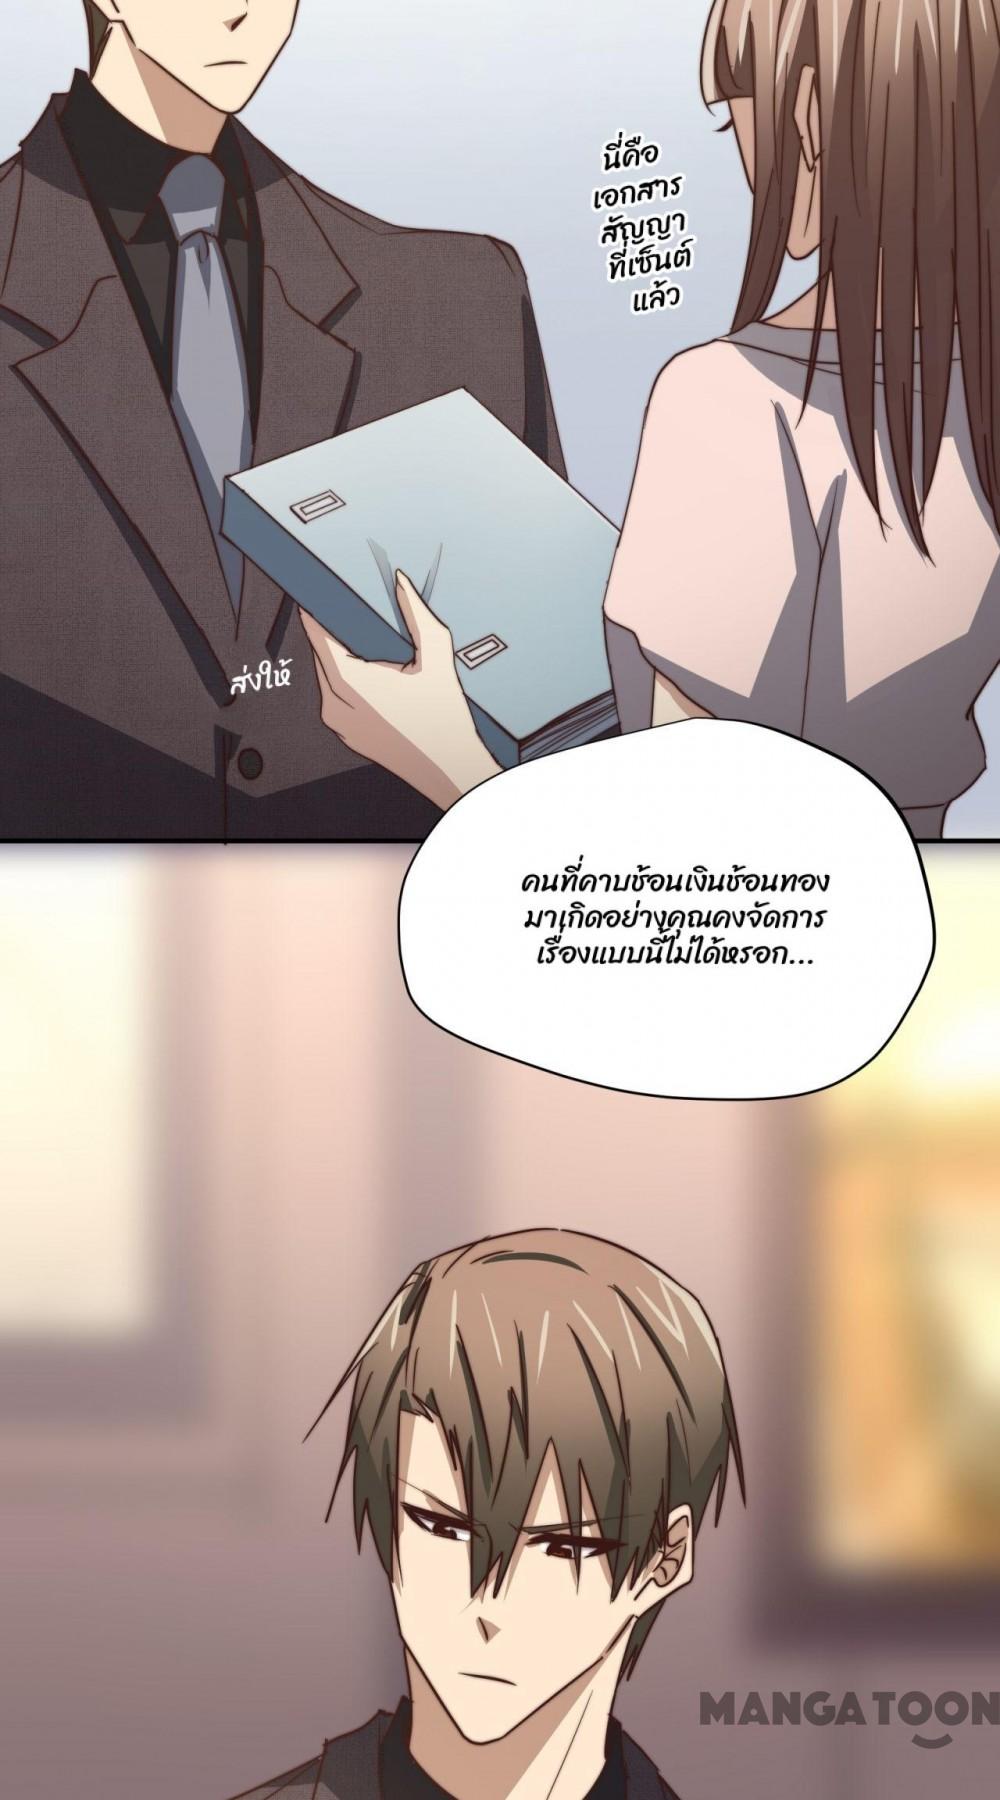 นี่คือ
เอกสาร
สัญญา
ที่เซ็นต์
แล้ว
ส่งให้
คนที่คาบช้อนเงินช้อนทอง
มาเกิดอย่างคุณคงจัดการ
เรื่องแบบนี้ไม่ได้หรอก...
MANGATOON